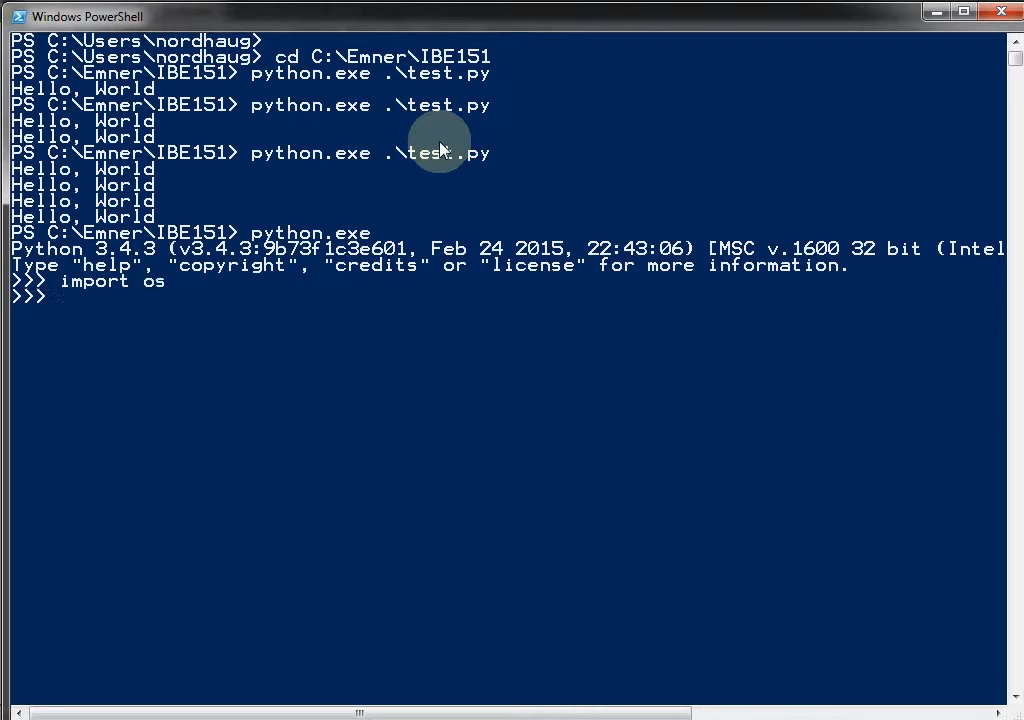 Windows PowerShell
PS C:\Users\nordhaug>
PS C:\Users\nordhaug> cd C:\Emner\IBE151
PS C:\Emner\IBE151> python.exe .\test.py
Hello, World
PS C:\Emner\IBE151> python.exe .\test.py
Hello, World
Hello, World
PS C:\Emner\IBE151> python.exe .\test.py
Hello, World
Hello, World
Hello, World
Hello, World
PS C:\Emner\IBE151> python.exe
Python 3.4.3 (v3.4.3:9b73f1c3e601, Feb 24 2015, 22:43:06) [MSC v.1600 32 bit (Intel
Type "help", "copyright", "credits" or "license" for more information.
>>> import os
>>>